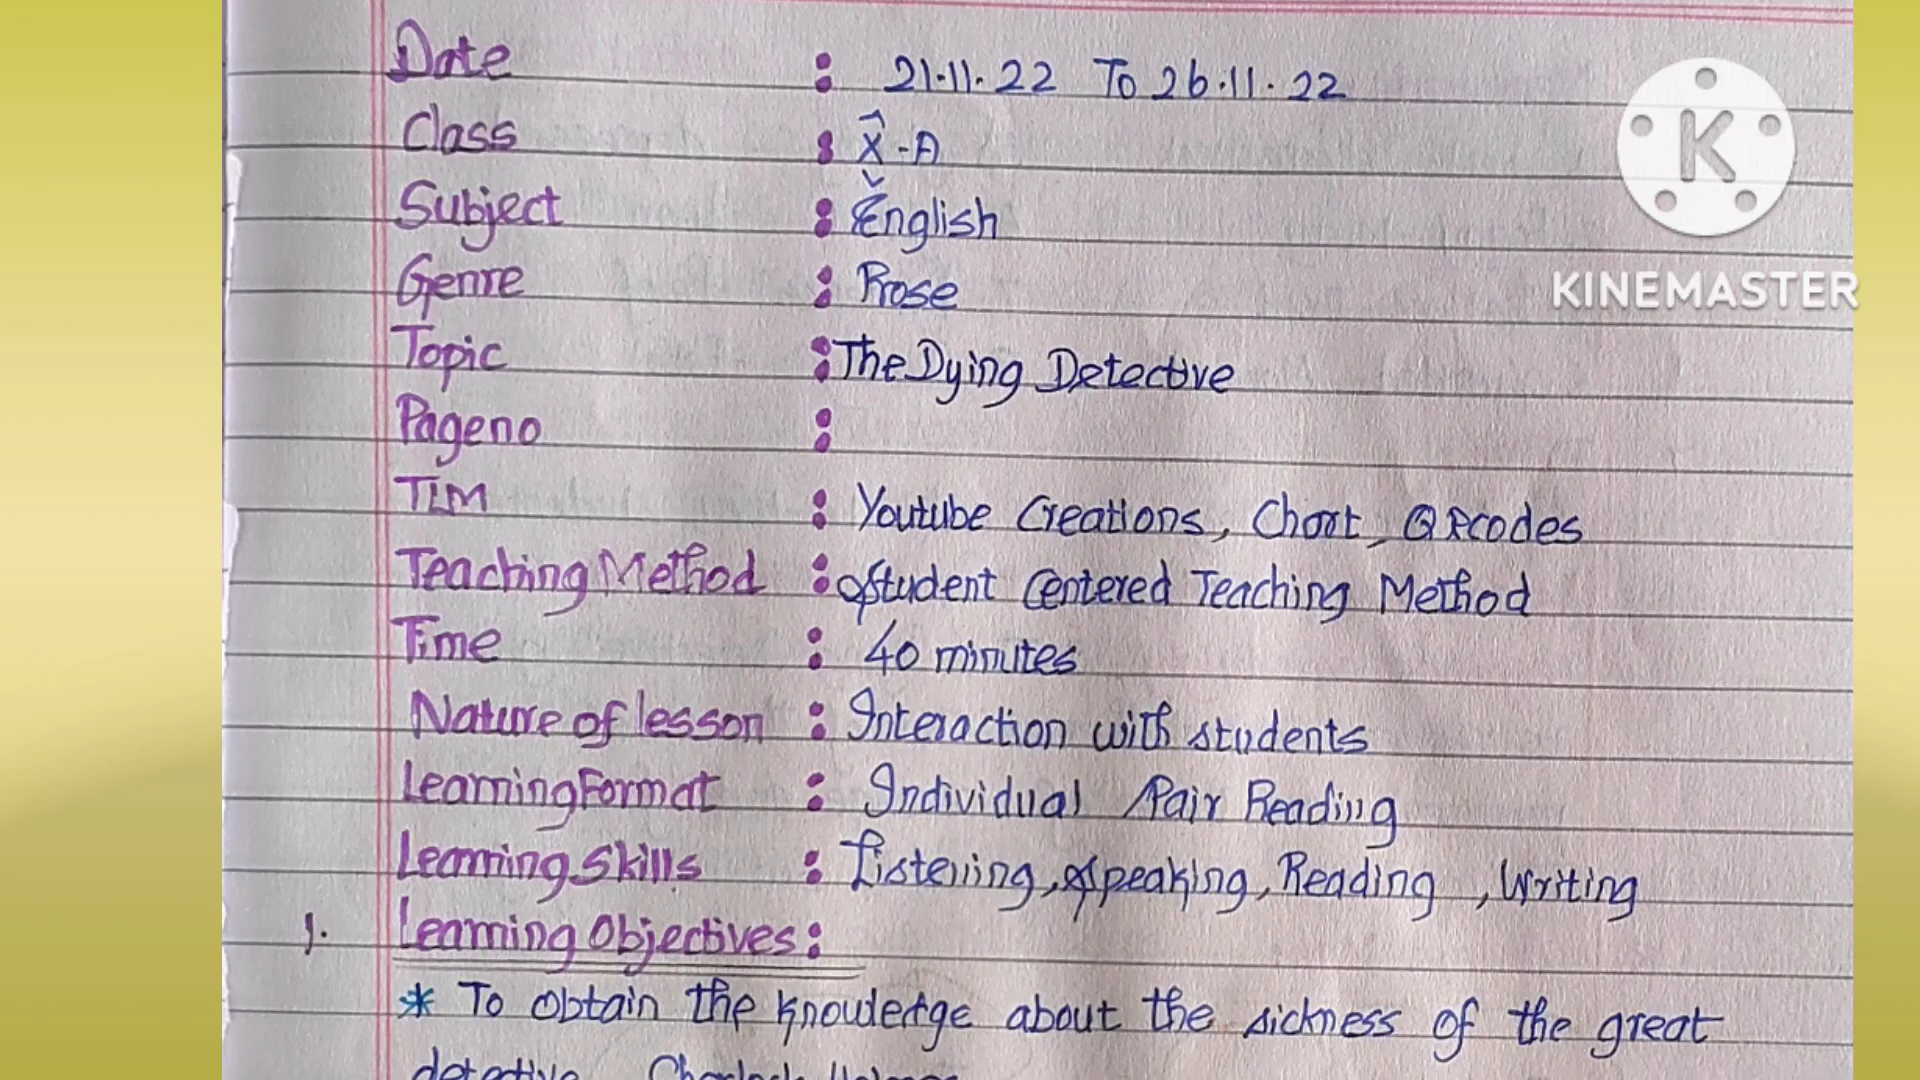 Date : 21.11.22 To 26.11.22
Class : X - A
Subject : English
Genre : Prose
Topic : The Dying Detective
Pageno :
TLM : Youtube Creations, Chart, QRcodes
Teaching Method : Student Centered Teaching Method
Time : 40 minutes
Nature of lesson : Interaction with students
Learning Format : Individual / Pair Reading
Learning Skills : Listening, Speaking, Reading, Writing
1. Learning Objectives:
* To obtain the knowledge about the sickness of the great
detective
KINEMASTER